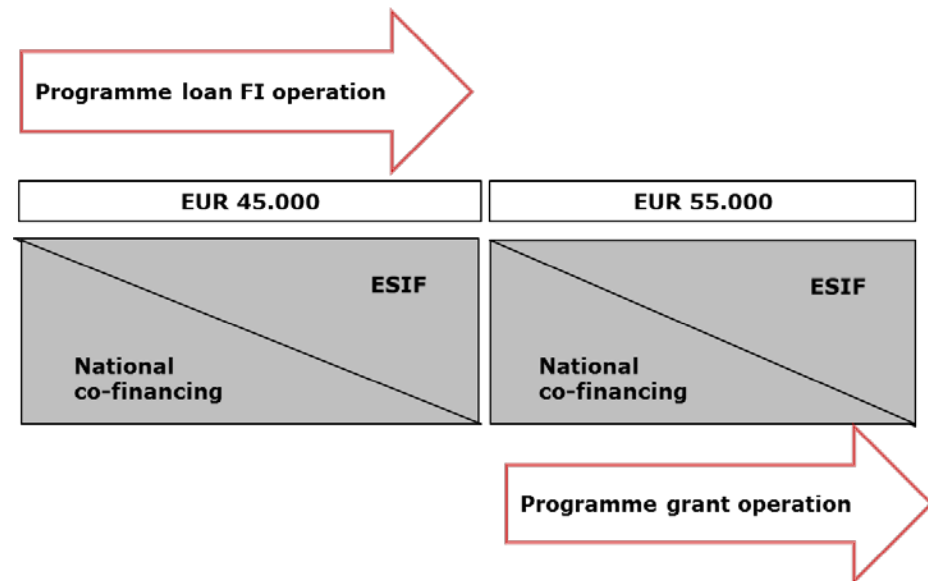 Programme loan FI operation
EUR 45.000
EUR 55.000
ESIF
National
co-financing
ESIF
National
co-financing
Programme grant operation